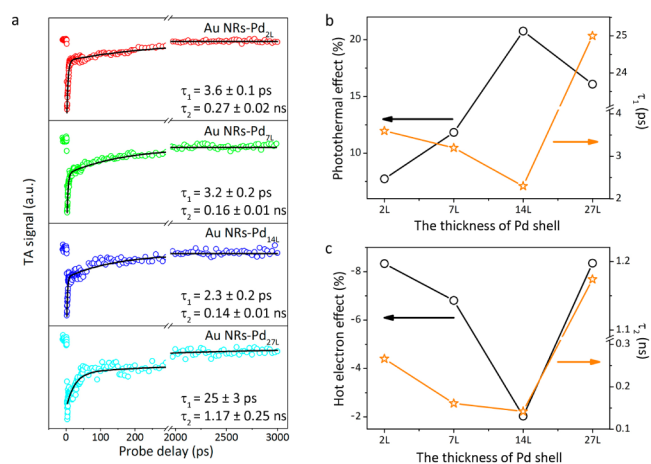 a
Au NRs-Pd2L
τ1 = 3.6 ± 0.1 ps
τ2 = 0.27 ± 0.02 ns
Au NRs-Pd7L
τ1 = 3.2 ± 0.2 ps
τ2 = 0.16 ± 0.01 ns
Au NRs-Pd14L
τ1 = 2.3 ± 0.2 ps
τ2 = 0.14 ± 0.01 ns
Au NRs-Pd27L
τ1 = 25 ± 3 ps
τ2 = 1.17 ± 0.25 ns
TA signal (a.u.)
0 100 200 2000 2500 3000
Probe delay (ps)
b
Photothermal effect (%)
20
15
10
25
24
4
3
2
τ1 (ps)
2L 7L 14L 27L
The thickness of Pd shell
c
Hot electron effect (%)
-8
-6
-4
-2
1.2
1.1
0.3
0.2
0.1
τ2 (ns)
2L 7L 14L 27L
The thickness of Pd shell